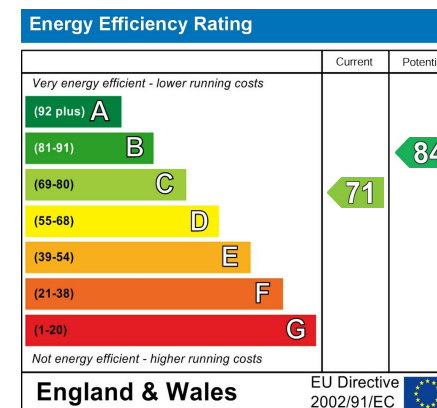 Energy Efficiency Rating
Current Potenti
Very energy efficient - lower running costs
(92 plus) A
(81-91) B
84
(69-80) C
71
(55-68) D
(39-54) E
(21-38) F
(1-20) G
Not energy efficient - higher running costs
England & Wales
EU Directive
2002/91/EC